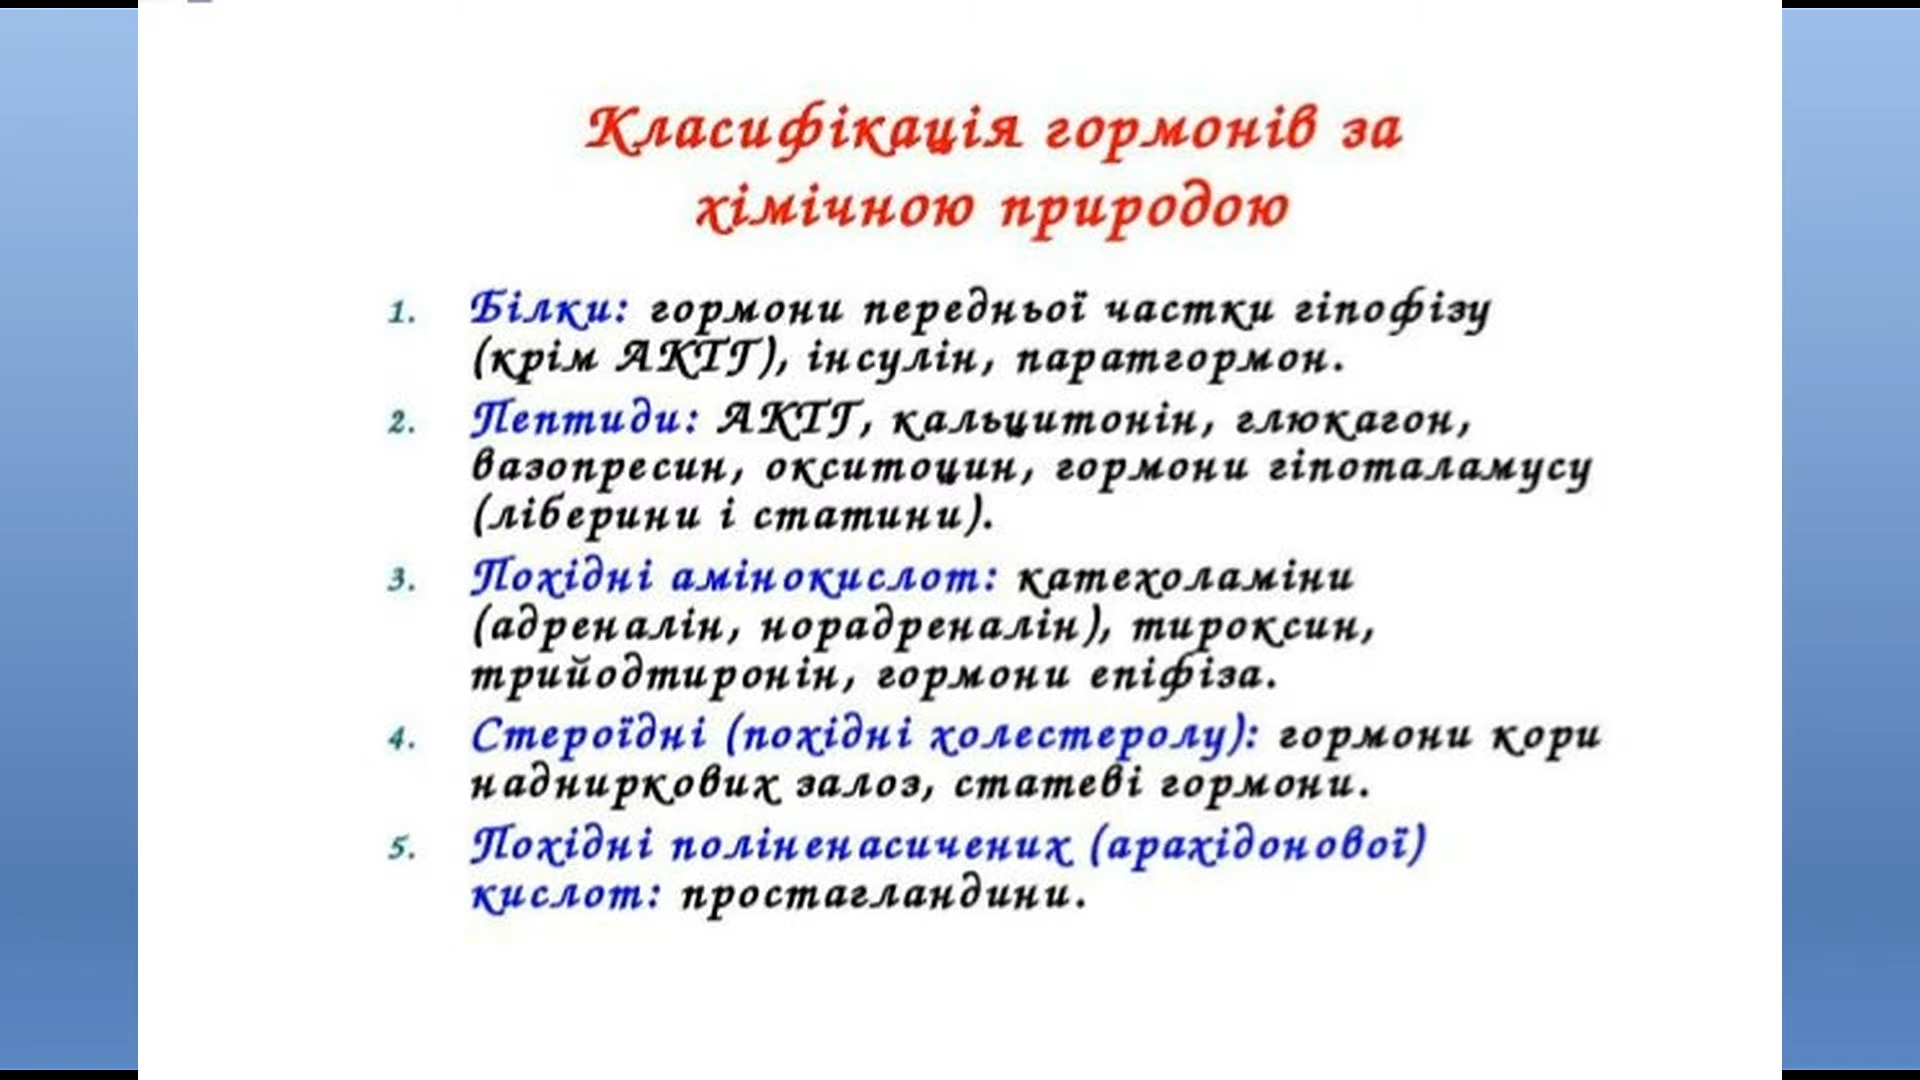 Класифікація гормонів за
хімічною природою
1. Білки: гормони передньої частки гіпофізу
(крім АКТГ), інсулін, паратгормон.
2. Пептиди: АКТГ, кальцитонін, глюкагон,
вазопресин, окситоцин, гормони гіпоталамусу
(ліберини і статини).
3. Похідні амінокислот: катехоламіни
(адреналін, норадреналін), тироксин,
трийодтиронін, гормони епіфіза.
4. Стероїдні (похідні холестеролу): гормони кори
надниркових залоз, статеві гормони.
5. Похідні поліненасичених (арахідонової)
кислот: простагландини.